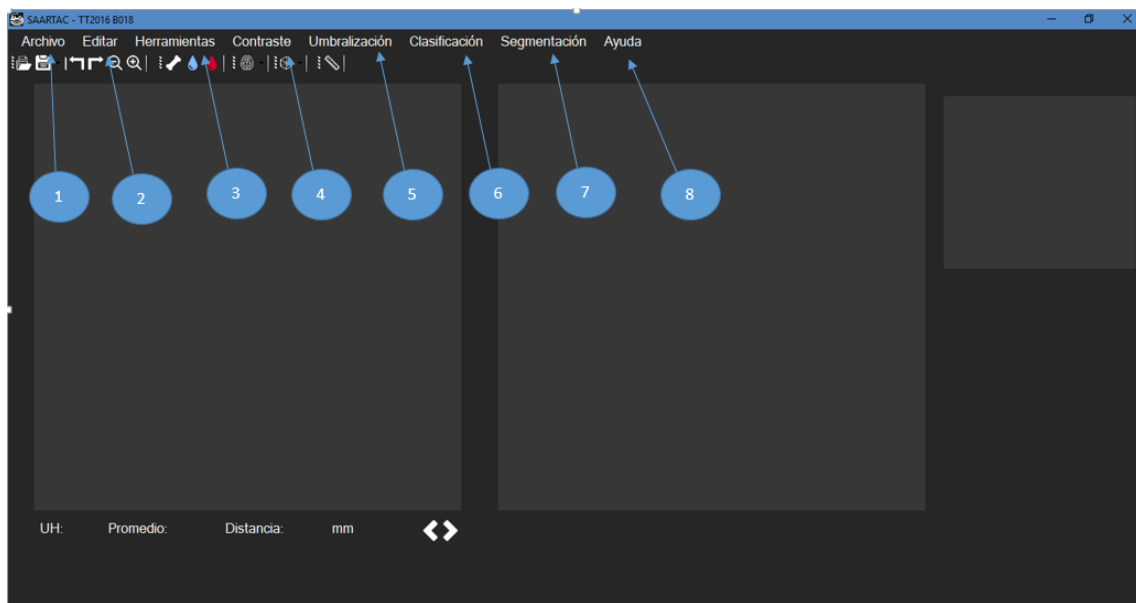 SAARTAC - TT2016 B018
Archivo Editar Herramientas Contraste Umbralización Clasificación Segmentación Ayuda
1 2 3 4 5 6 7 8
UH: Promedio: Distancia: mm